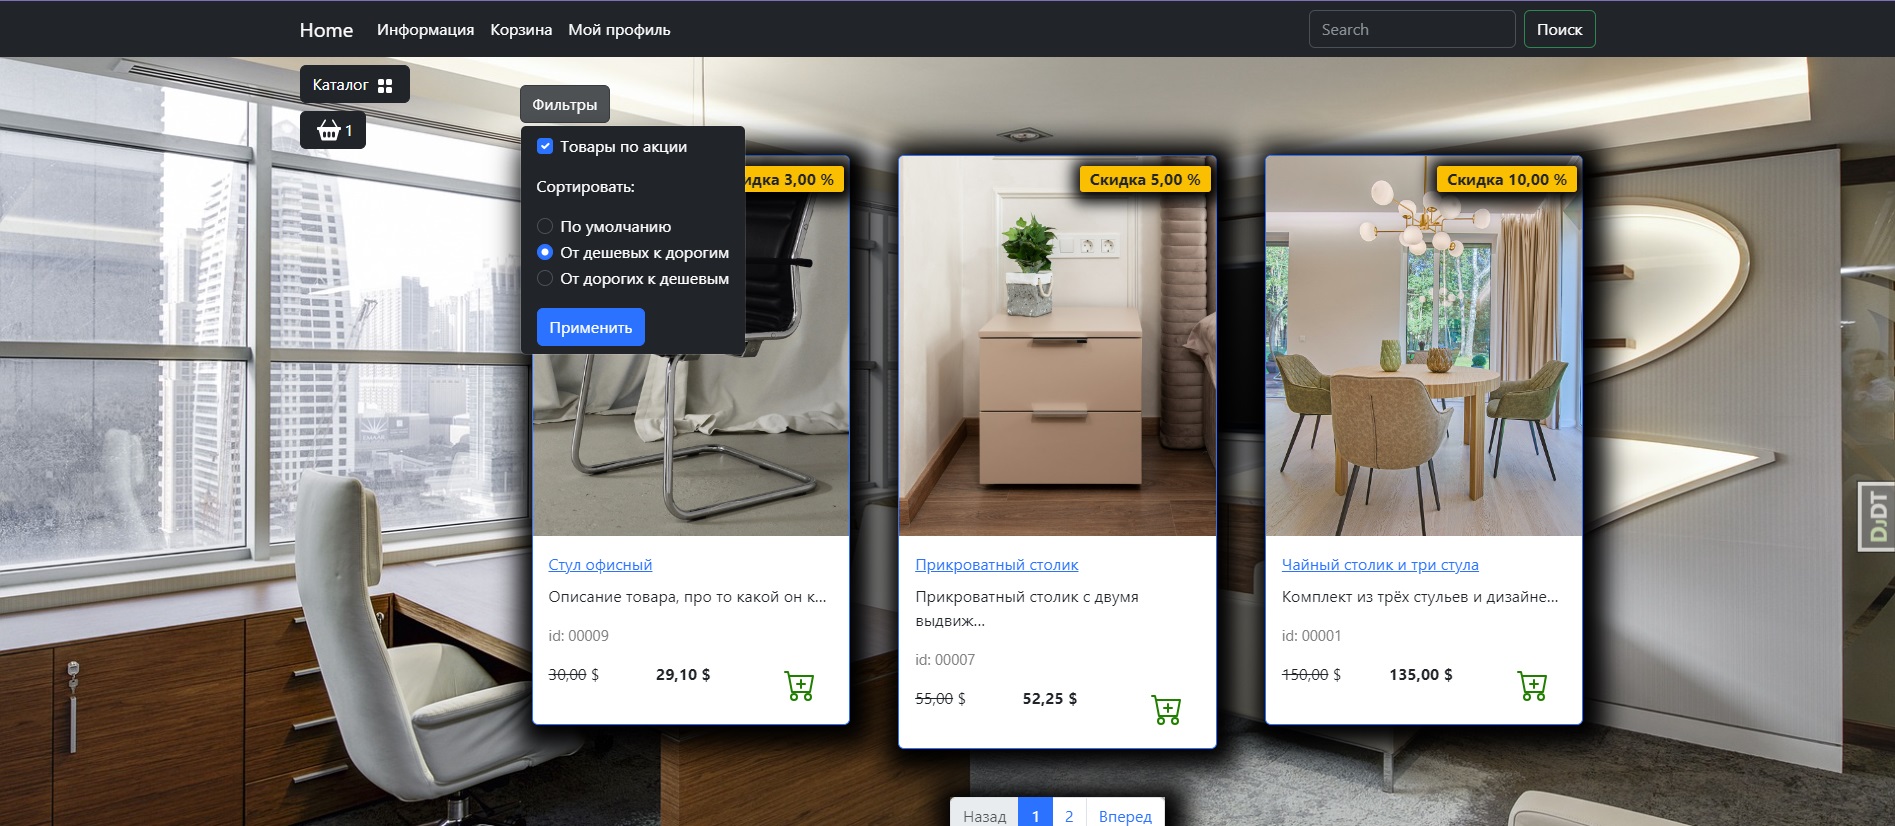 Home Информация Корзина Мой профиль Search Поиск
Каталог
1
Фильтры
Товары по акции
Сортировать:
По умолчанию
От дешевых к дорогим
От дорогих к дешевым
Применить
идка 3,00 %
Скидка 5,00 %
Скидка 10,00 %
Стул офисный
Описание товара, про то какой он к...
id: 00009
30,00 $ 29,10 $
Прикроватный столик
Прикроватный столик с двумя
выдвиж...
id: 00007
55,00 $ 52,25 $
Чайный столик и три стула
Комплект из трёх стульев и дизайне...
id: 00001
150,00 $ 135,00 $
DJDT
Назад 1 2 Вперед